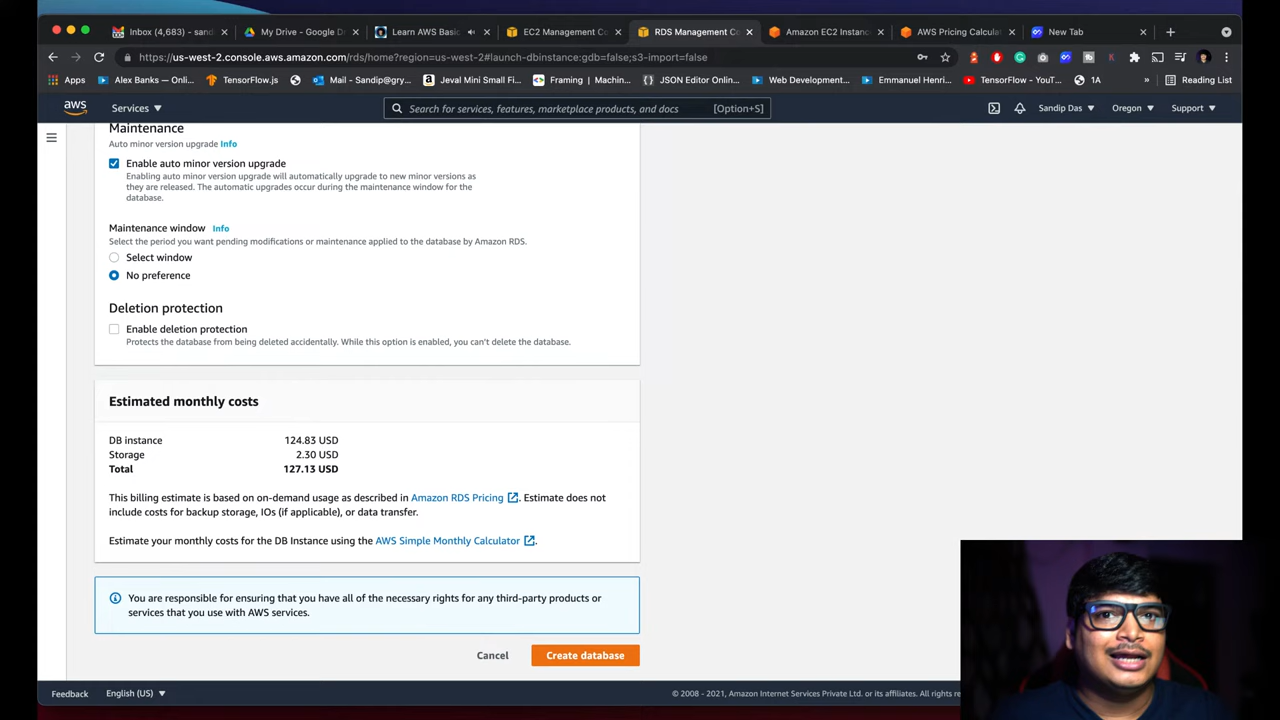 Inbox (4,683) - sand
My Drive - Google Dr
Learn AWS Basic
EC2 Management Co
RDS Management Co
Amazon EC2 Instanc
AWS Pricing Calculat
New Tab
https://us-west-2.console.aws.amazon.com/rds/home?region=us-west-2#launch-dbinstance:gdb=false;s3-import=false
Apps
Alex Banks — Onli...
TensorFlow.js
Mail - Sandip@gry...
Jeval Mini Small Fi...
Framing | Machin...
JSON Editor Onlin...
Web Development...
Emmanuel Henri...
TensorFlow - YouT...
1A
»
Reading List
aws
Services
Search for services, features, marketplace products, and docs
[Option+S]
Sandip Das
Oregon
Support
Maintenance
Auto minor version upgrade Info
Enable auto minor version upgrade
Enabling auto minor version upgrade will automatically upgrade to new minor versions as
they are released. The automatic upgrades occur during the maintenance window for the
database.
Maintenance window Info
Select the period you want pending modifications or maintenance applied to the database by Amazon RDS.
Select window
No preference
Deletion protection
Enable deletion protection
Protects the database from being deleted accidentally. While this option is enabled, you can't delete the database.
Estimated monthly costs
DB instance 124.83 USD
Storage 2.30 USD
Total 127.13 USD
This billing estimate is based on on-demand usage as described in Amazon RDS Pricing. Estimate does not
include costs for backup storage, IOs (if applicable), or data transfer.
Estimate your monthly costs for the DB Instance using the AWS Simple Monthly Calculator.
You are responsible for ensuring that you have all of the necessary rights for any third-party products or
services that you use with AWS services.
Cancel
Create database
Feedback
English (US)
© 2008 - 2021, Amazon Internet Services Private Ltd. or its affiliates. All rights re